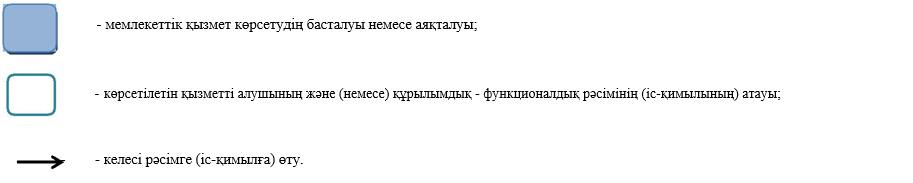 - мемлекеттік қызмет көрсетудің басталуы немесе аяқталуы;
- көрсетілетін қызметті алушының және (немесе) құрылымдық - функционалдық рәсімінің (іс-қимылының) атауы;
- келесі рәсімге (іс-қимылға) өту.